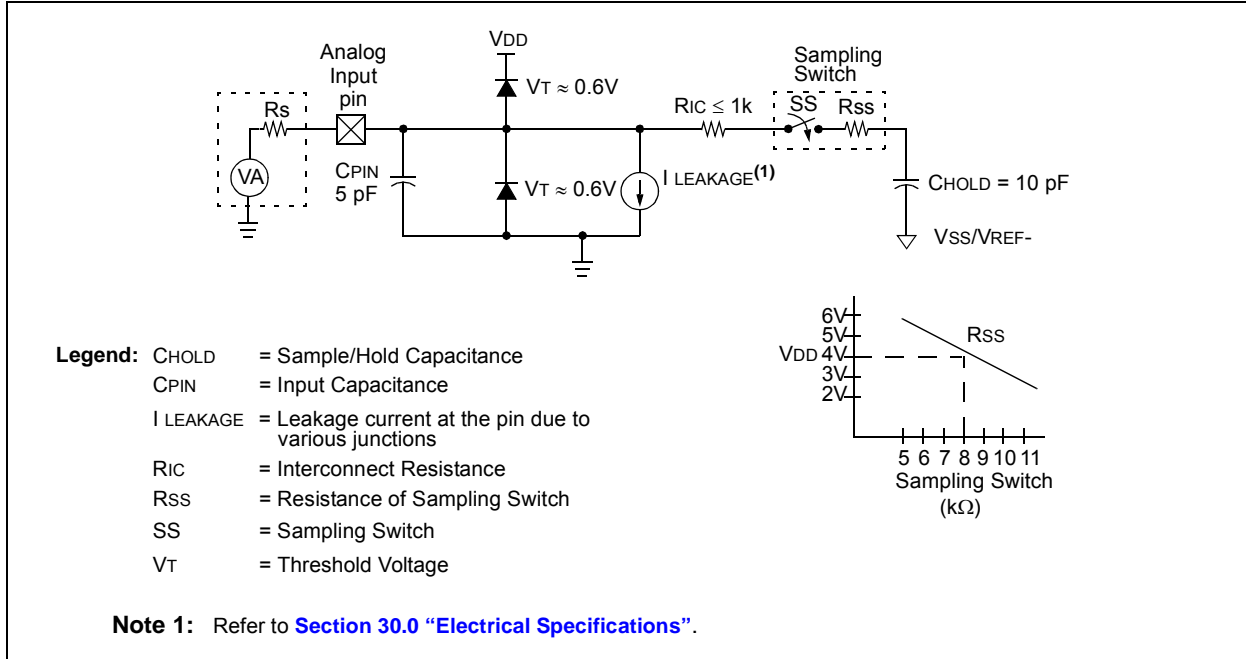 VDD
Analog
Input
pin
VT ≈ 0.6V
Rs
VA
CPIN
5 pF
VT ≈ 0.6V
I LEAKAGE(1)
RIC ≤ 1k
Sampling
Switch
SS
Rss
CHOLD = 10 pF
VSS/VREF-
6V
5V
VDD 4V
3V
2V
RSS
5 6 7 8 9 10 11
Sampling Switch
(kΩ)
Legend: CHOLD = Sample/Hold Capacitance
CPIN = Input Capacitance
I LEAKAGE = Leakage current at the pin due to
various junctions
RIC = Interconnect Resistance
RSS = Resistance of Sampling Switch
SS = Sampling Switch
VT = Threshold Voltage
Note 1: Refer to Section 30.0 “Electrical Specifications”.